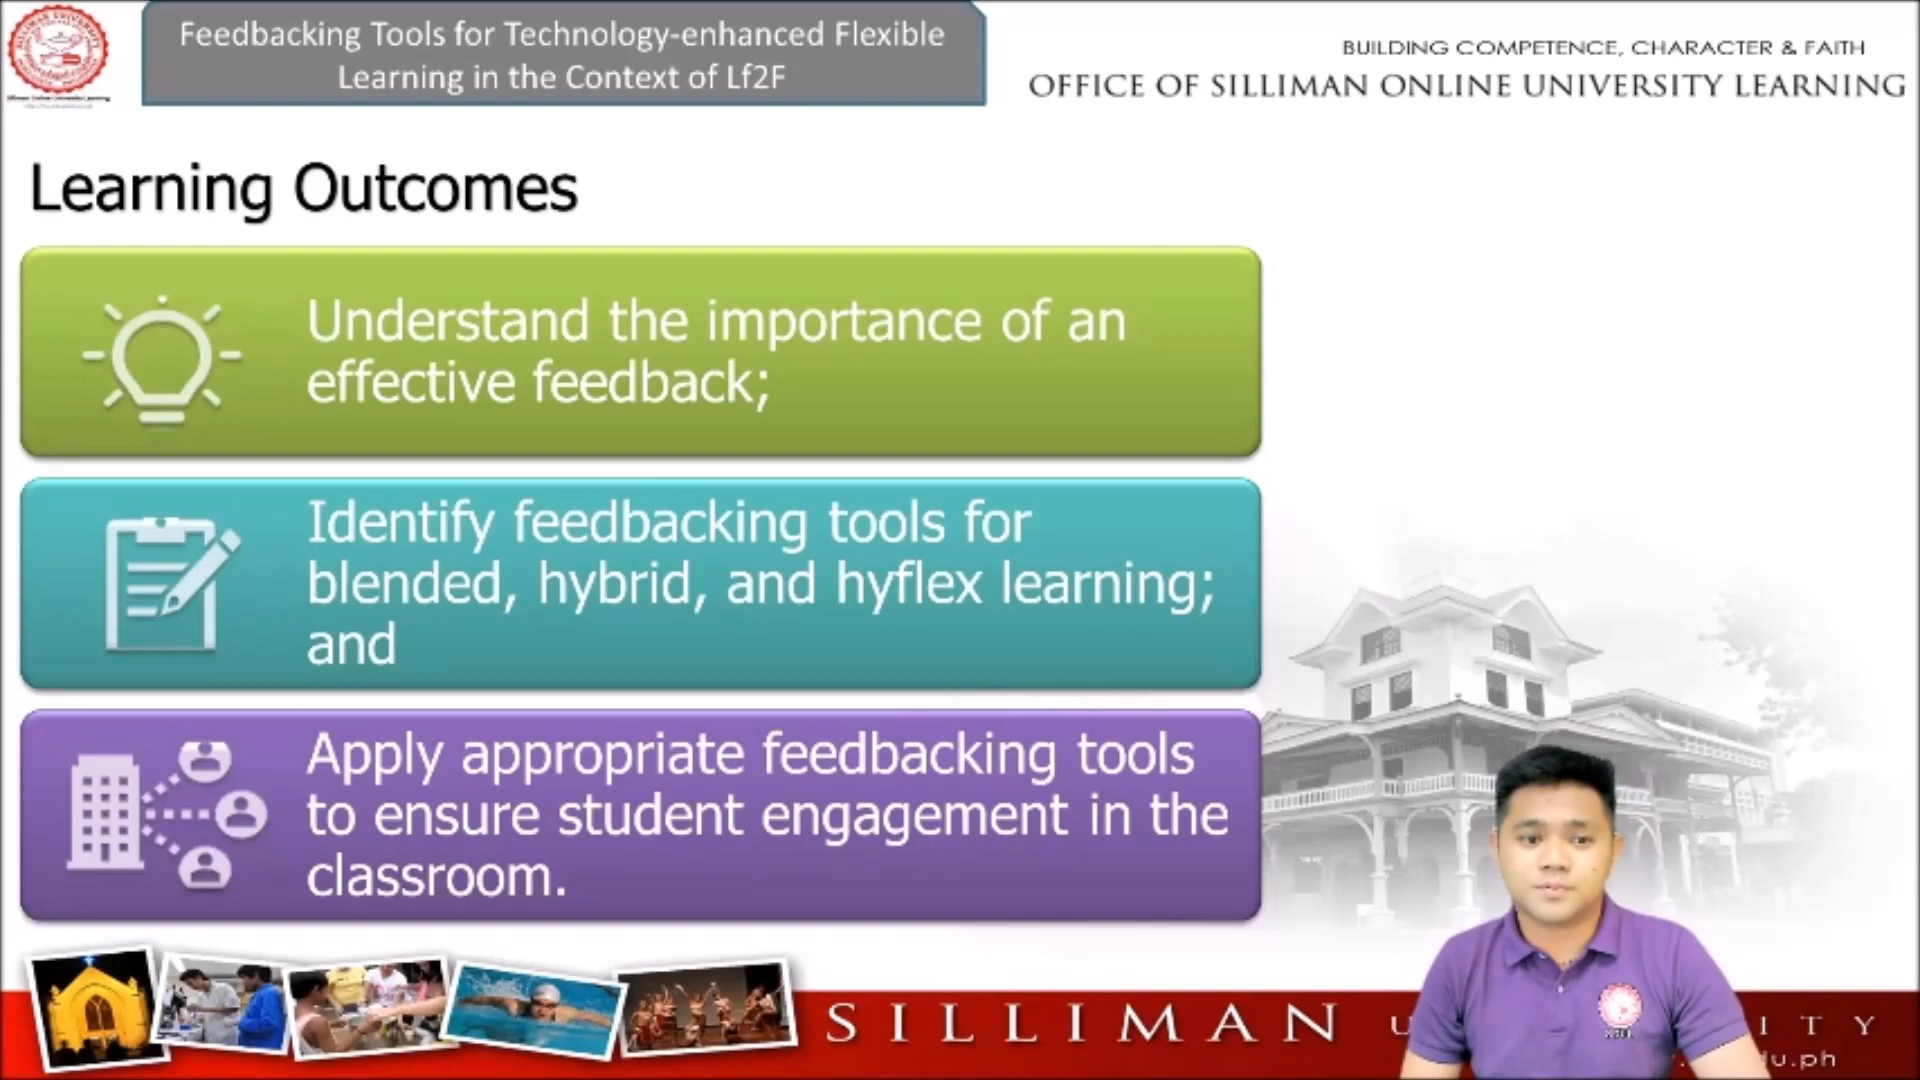 Feedbacking Tools for Technology-enhanced Flexible
Learning in the Context of Lf2F
BUILDING COMPETENCE, CHARACTER & FAITH
OFFICE OF SILLIMAN ONLINE UNIVERSITY LEARNING
Learning Outcomes
Understand the importance of an
effective feedback;
Identify feedbacking tools for
blended, hybrid, and hyflex learning;
and
Apply appropriate feedbacking tools
to ensure student engagement in the
classroom.
SILLIMAN